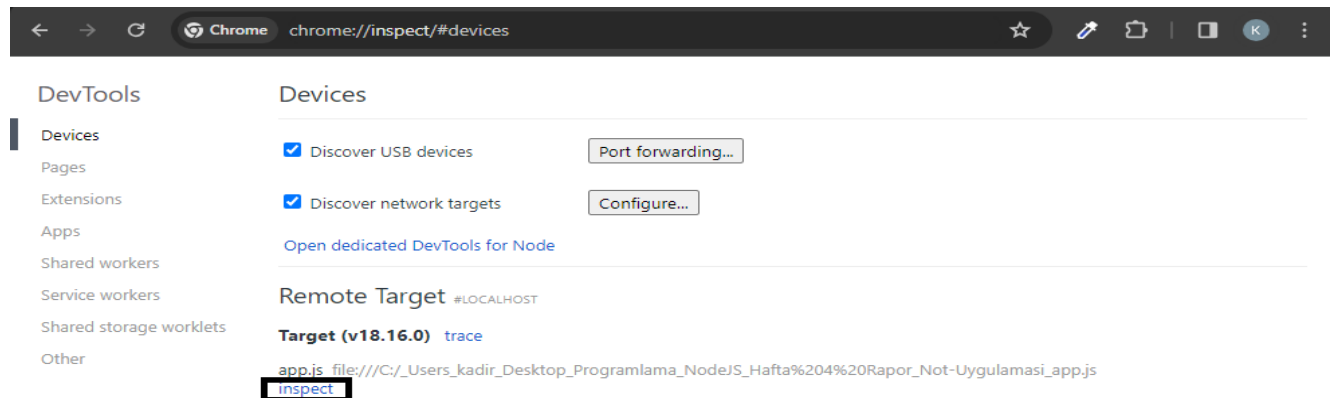 Chrome chrome://inspect/#devices K
DevTools
Devices
Pages
Extensions
Apps
Shared workers
Service workers
Shared storage worklets
Other
Devices
Discover USB devices Port forwarding...
Discover network targets Configure...
Open dedicated DevTools for Node
Remote Target #LOCALHOST
Target (v18.16.0) trace
app.js file:///C:/_Users_kadir_Desktop_Programlama_NodeJS_Hafta%204%20Rapor_Not-Uygulamasi_app.js
inspect